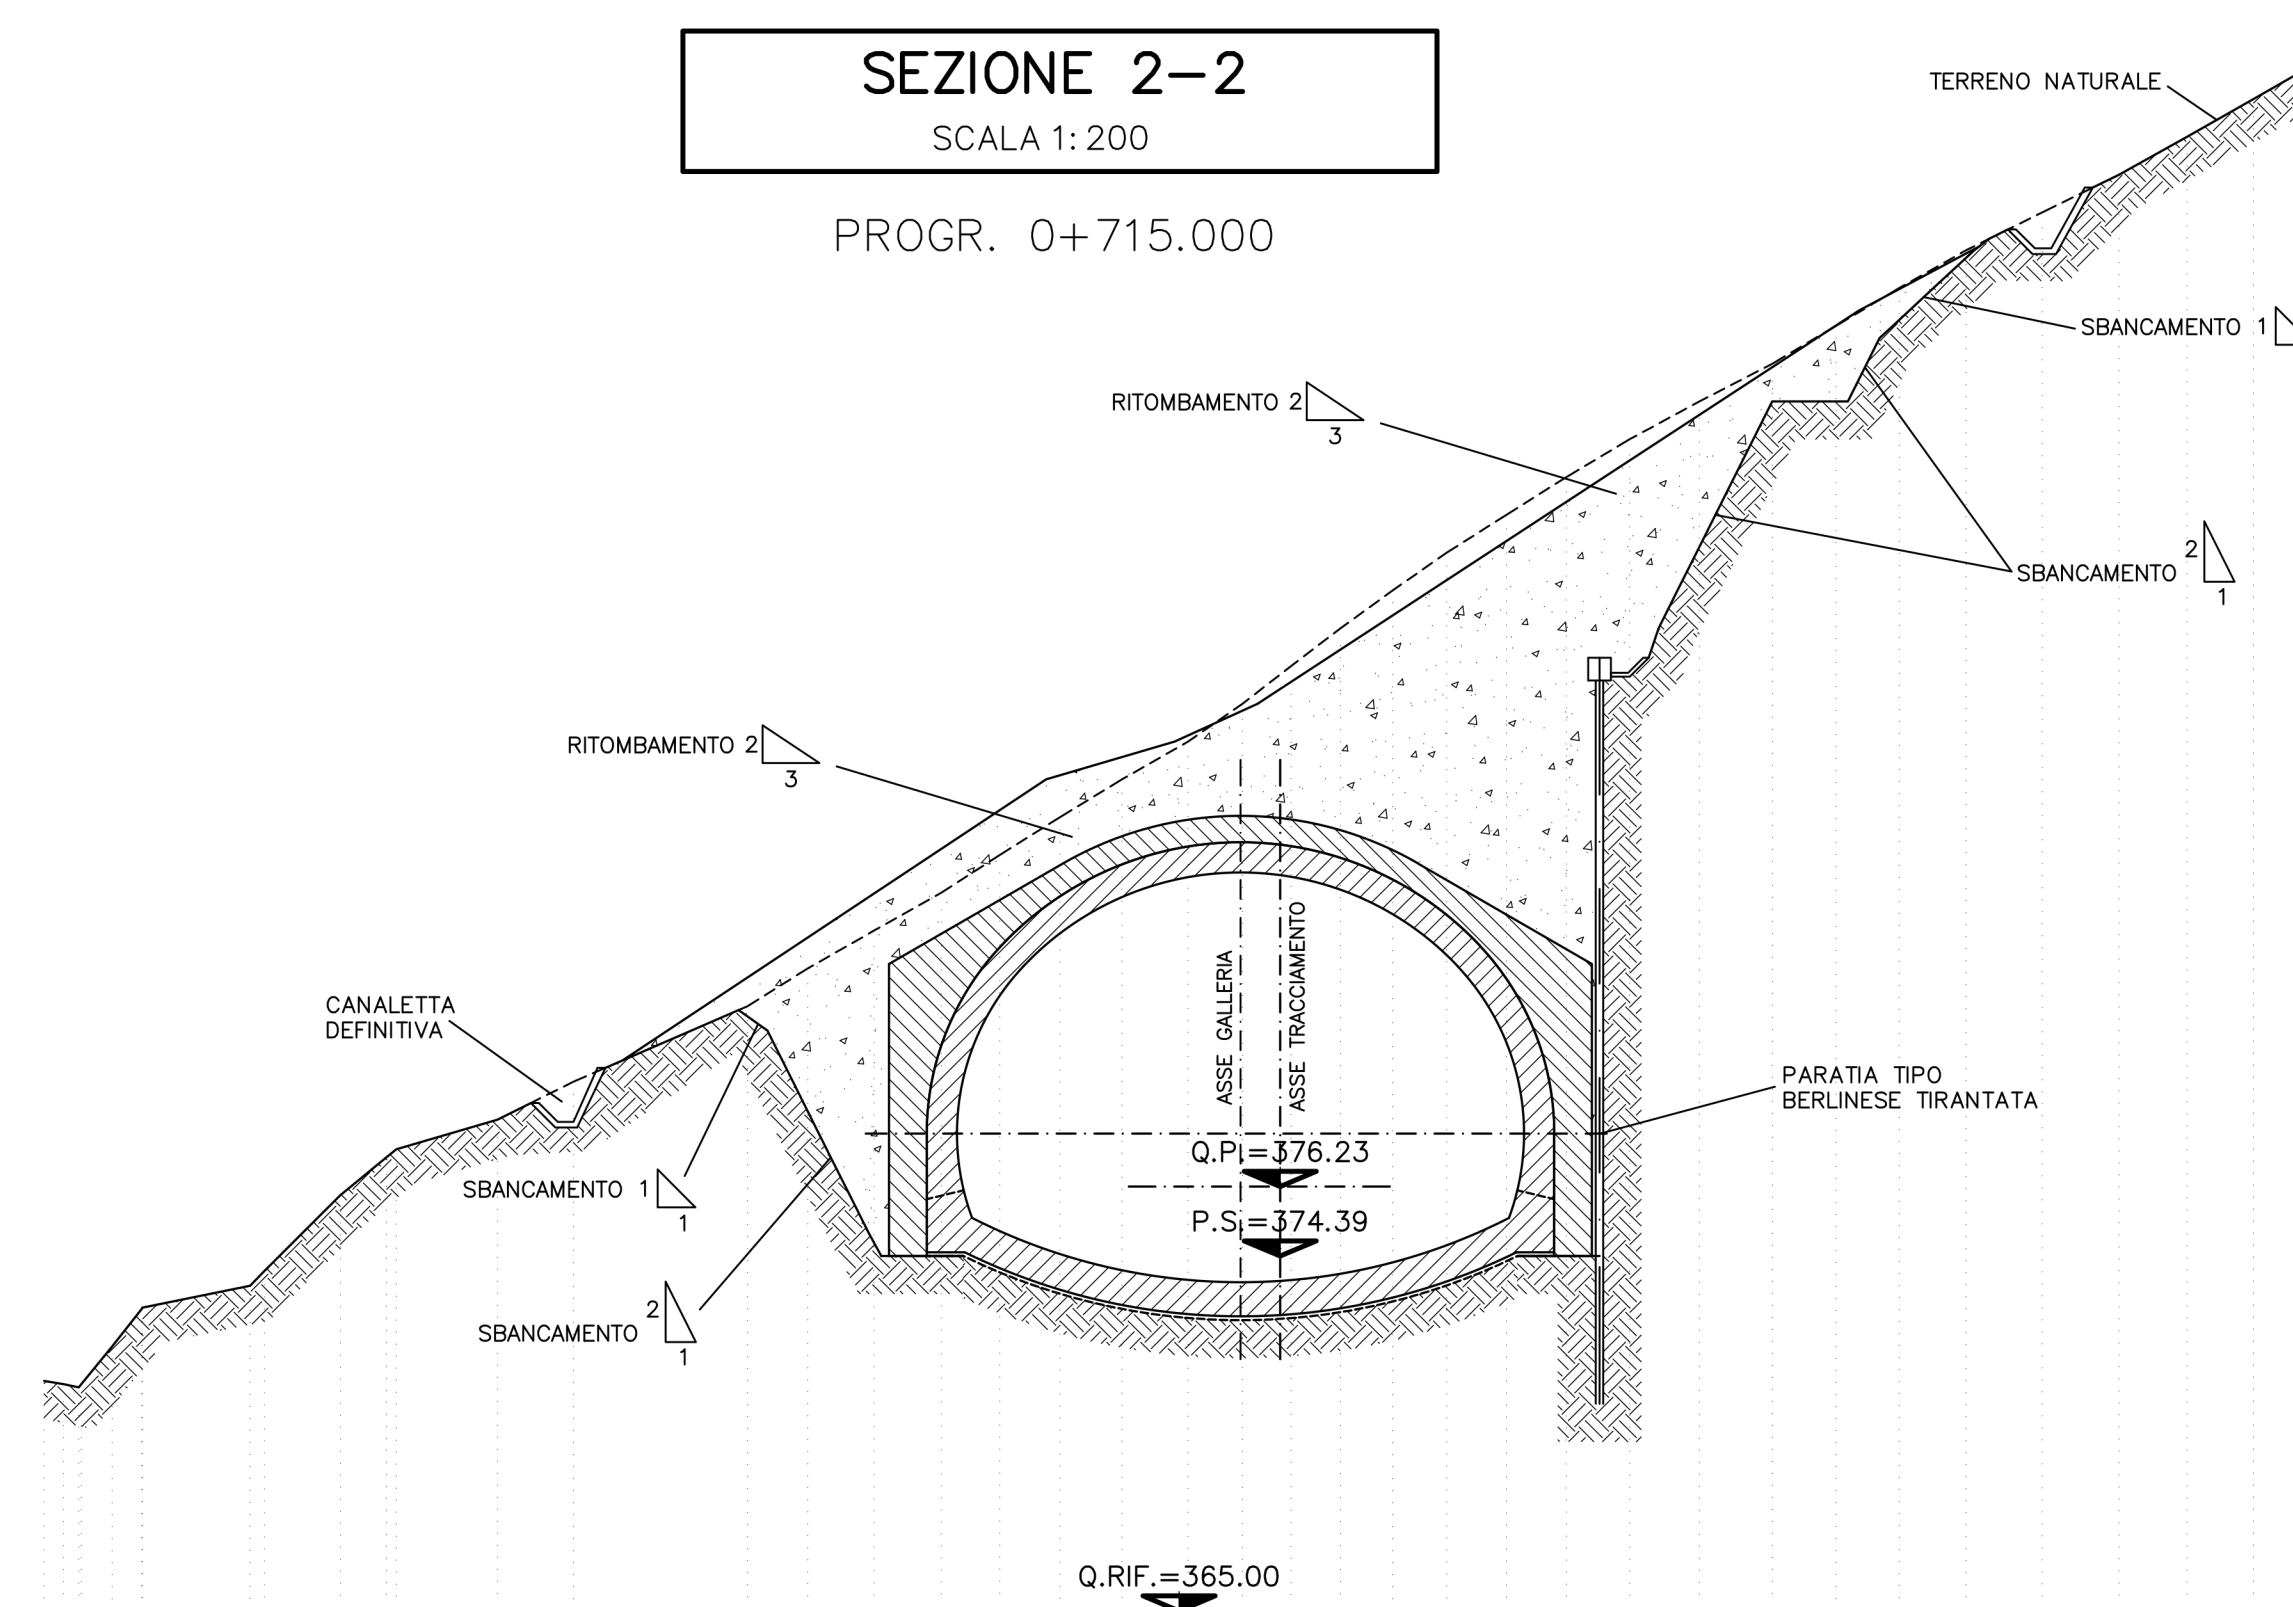 SEZIONE 2-2
SCALA 1:200
PROGR. 0+715.000
TERRENO NATURALE
SBANCAMENTO 1
RITOMBAMENTO 2
3
SBANCAMENTO 2
1
RITOMBAMENTO 2
3
ASSE GALLERIA
ASSE TRACCIAMENTO
CANALETTA
DEFINITIVA
PARATIA TIPO
BERLINESE TIRANTATA
Q.P.=376.23
SBANCAMENTO 1
1
P.S.=374.39
SBANCAMENTO 2
1
Q.RIF.=365.00